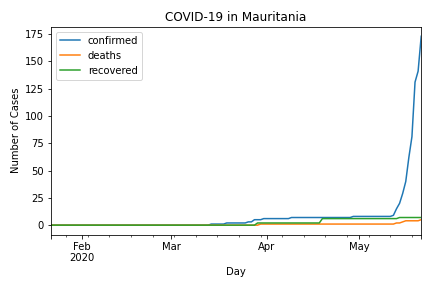 COVID-19 in Mauritania
confirmed
deaths
recovered
Number of Cases
175
150
125
100
75
50
25
0
Feb
2020
Mar
Apr
May
Day